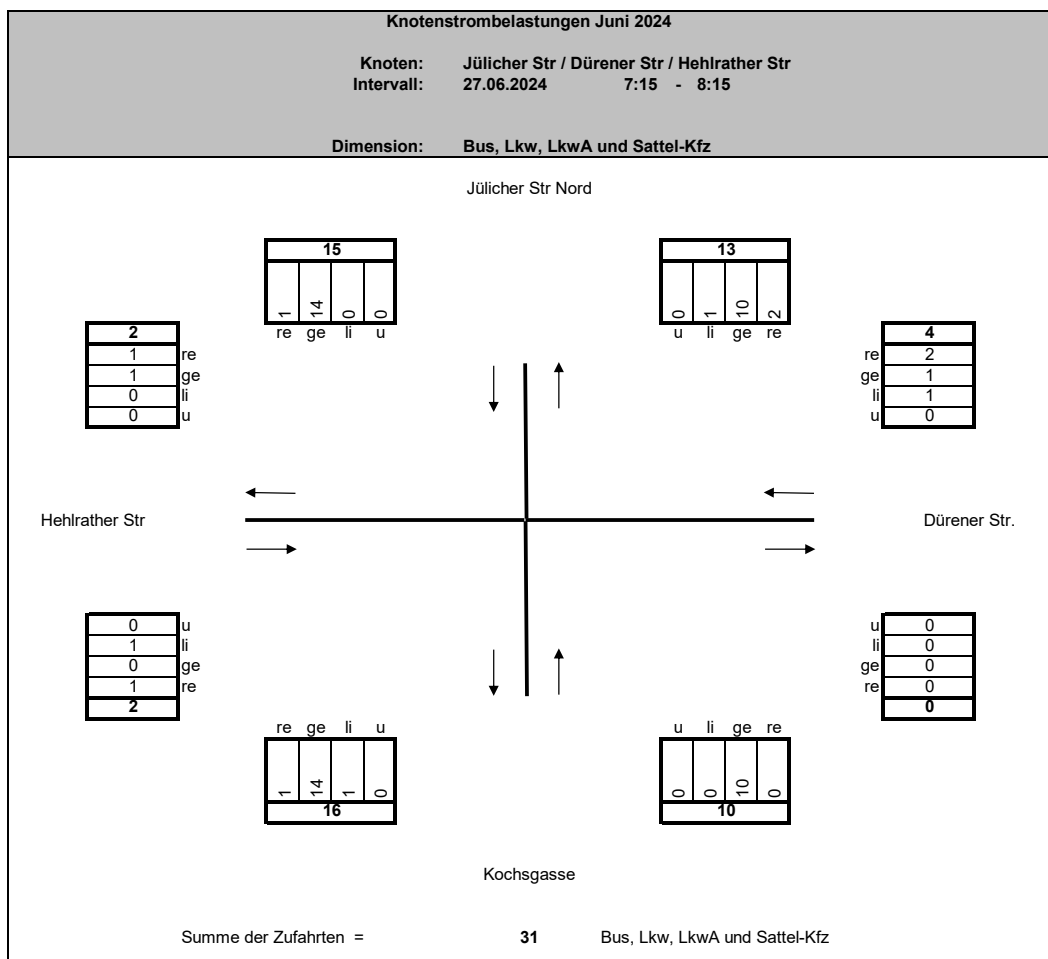 Knotenstrombelastungen Juni 2024
Knoten: Jülicher Str / Dürener Str / Hehlrather Str
Intervall: 27.06.2024 7:15 - 8:15
Dimension: Bus, Lkw, LkwA und Sattel-Kfz
Jülicher Str Nord
15
1 14 0 0
re ge li u
13
0 1 10 2
u li ge re
2
1 re
1 ge
0 li
0 u
4
re 2
ge 1
li 1
u 0
Hehlrather Str
Dürener Str.
0 u
1 li
0 ge
1 re
2
u 0
li 0
ge 0
re 0
0
re ge li u
1 14 1 0
16
u li ge re
0 0 10 0
10
Kochsgasse
Summe der Zufahrten = 31 Bus, Lkw, LkwA und Sattel-Kfz